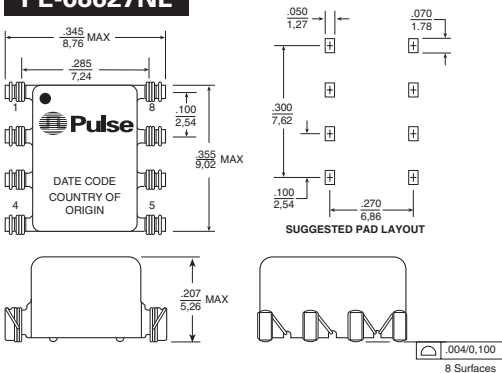 PE-68627NL
.345
8,76 MAX
.285
7,24
1
8
Pulse
.100
2,54
.355
9,02 MAX
DATE CODE
COUNTRY OF
ORIGIN
4
5
.050
1,27
.070
1.78
.300
7,62
.100
2,54
.270
6,86
SUGGESTED PAD LAYOUT
.207
5,26 MAX
.004/0,100
8 Surfaces